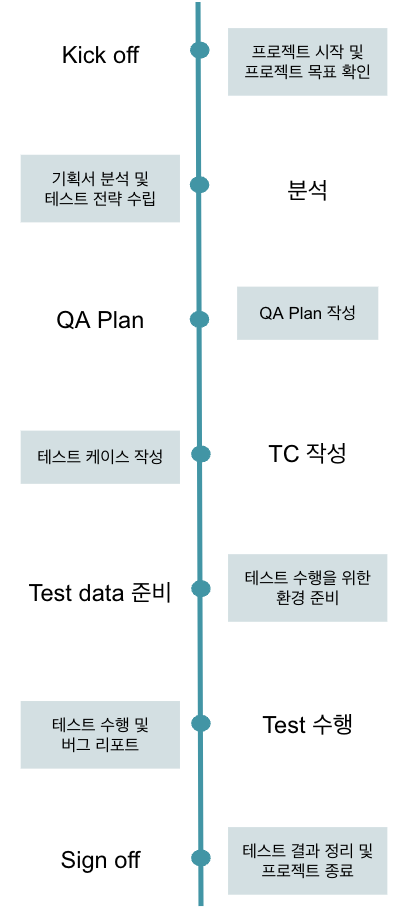 Kick off
프로젝트 시작 및
프로젝트 목표 확인
기획서 분석 및
테스트 전략 수립
분석
QA Plan
QA Plan 작성
테스트 케이스 작성
TC 작성
Test data 준비
테스트 수행을 위한
환경 준비
테스트 수행 및
버그 리포트
Test 수행
Sign off
테스트 결과 정리 및
프로젝트 종료